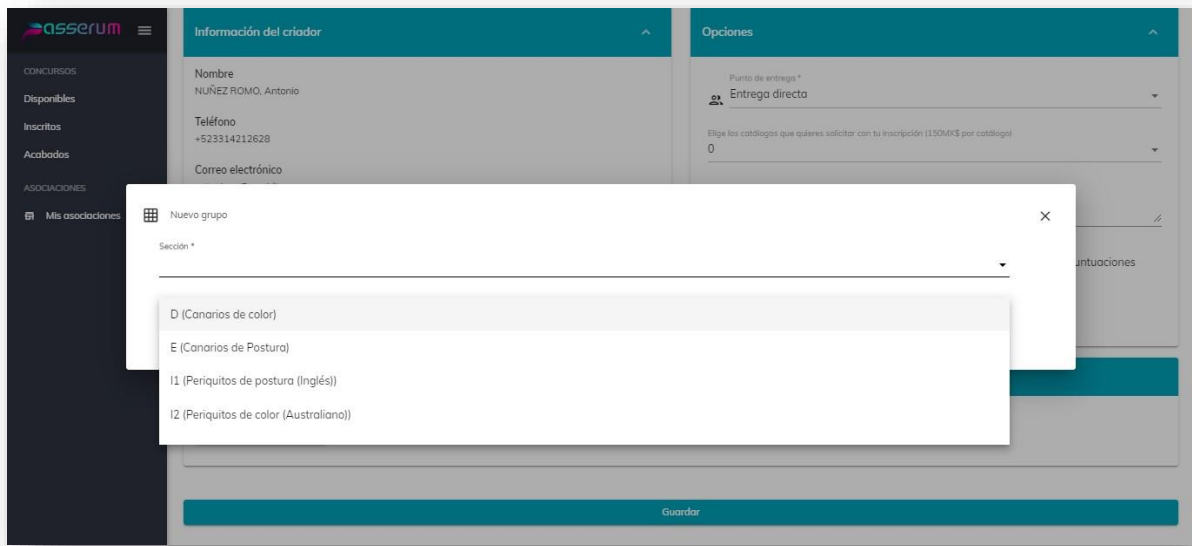 asserum
CONCURSOS
Disponibles
Inscritos
Acabados
ASOCIACIONES
Mis asociaciones
Información del criador
Nombre
NUÑEZ ROMO, Antonio
Teléfono
+523314212628
Correo electrónico
Opciones
Punto de entrega *
Entrega directa
Elige los catálogos que quieres solicitar con tu inscripción (150MX$ por catálogo)
0
untuaciones
Nuevo grupo
Sección *
D (Canarios de color)
E (Canarios de Postura)
I1 (Periquitos de postura (Inglés))
I2 (Periquitos de color (Australiano))
Guardar